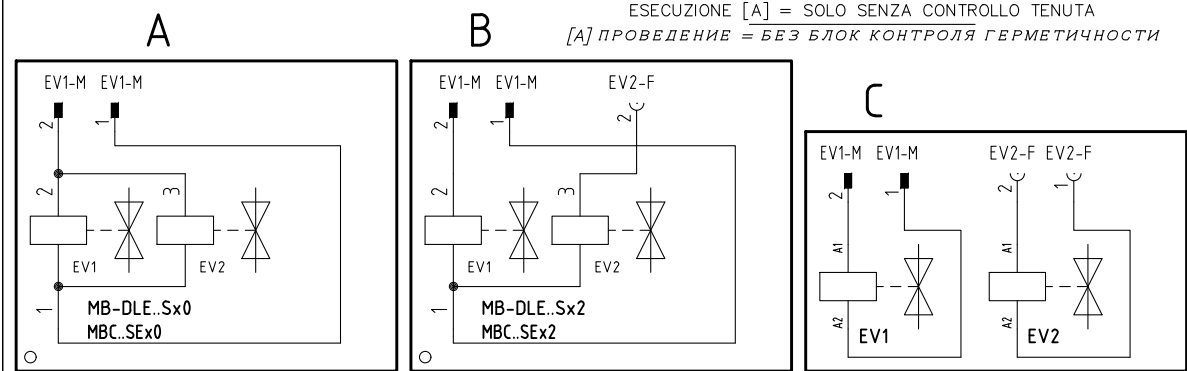 ESECUZIONE [A] = SOLO SENZA CONTROLLO TENUTA
[A] ПРОВЕДЕНИЕ = БЕЗ БЛОК КОНТРОЛЯ ГЕРМЕТИЧНОСТИ
A
EV1-M EV1-M
2 1
2 3
EV1 EV2
1
MB-DLE..Sx0
MBC..SEx0
B
EV1-M EV1-M EV2-F
2 1 2
2 3
EV1 EV2
1
MB-DLE..Sx2
MBC..SEx2
C
EV1-M EV1-M EV2-F EV2-F
2 1 2 1
A1 A1
A2 A2
EV1 EV2